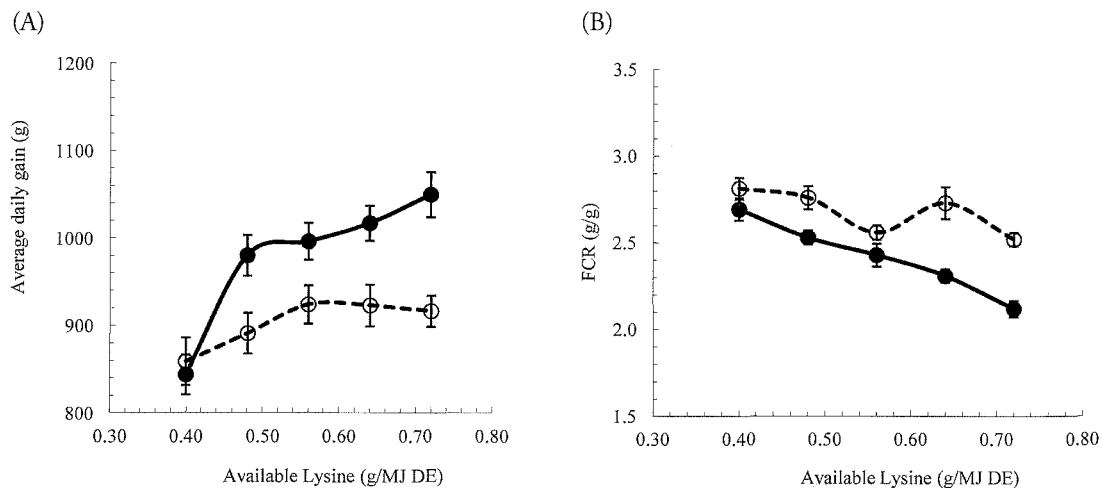 (A)
1200
1100
1000
900
800
0.30 0.40 0.50 0.60 0.70 0.80
Average daily gain (g)
Available Lysine (g/MJ DE)
(B)
3.5
3.0
2.5
2.0
1.5
0.30 0.40 0.50 0.60 0.70 0.80
FCR (g/g)
Available Lysine (g/MJ DE)